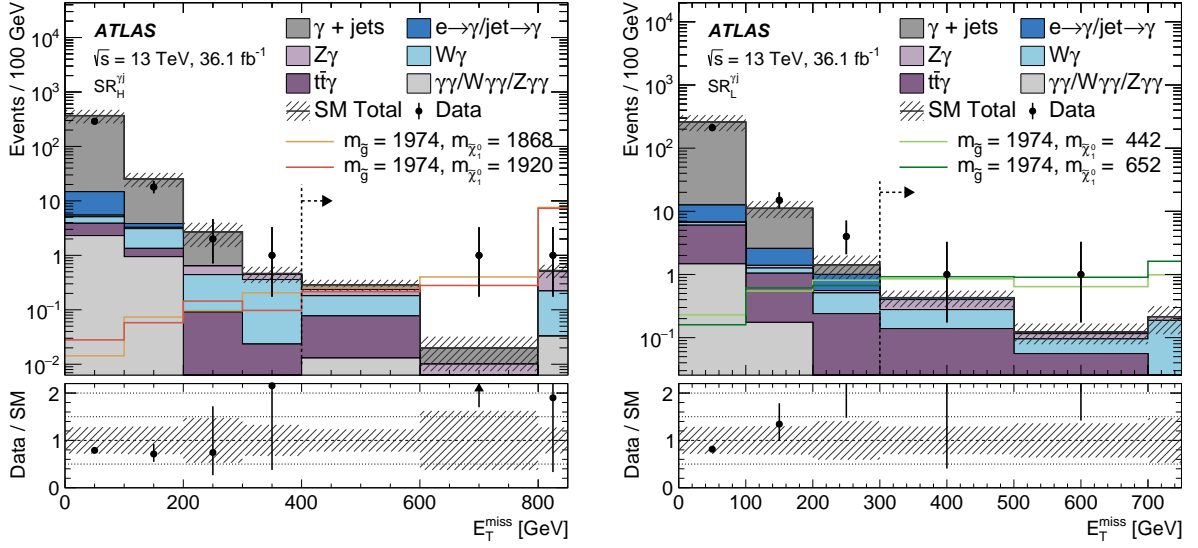 ATLAS
√s = 13 TeV, 36.1 fb⁻¹
SR_H^γj
γ + jets
e→γ/jet→γ
Zγ
Wγ
tt̄γ
γγ/Wγγ/Zγγ
SM Total
Data
m_g̃ = 1974, m_χ̃₁⁰ = 1868
m_g̃ = 1974, m_χ̃₁⁰ = 1920
Events / 100 GeV
10⁴
10³
10²
10
1
10⁻¹
10⁻²
Data / SM
2
1
0
0 200 400 600 800
E_T^miss [GeV]
ATLAS
√s = 13 TeV, 36.1 fb⁻¹
SR_L^γj
γ + jets
e→γ/jet→γ
Zγ
Wγ
tt̄γ
γγ/Wγγ/Zγγ
SM Total
Data
m_g̃ = 1974, m_χ̃₁⁰ = 442
m_g̃ = 1974, m_χ̃₁⁰ = 652
Events / 100 GeV
10⁴
10³
10²
10
1
10⁻¹
Data / SM
2
1
0
0 100 200 300 400 500 600 700
E_T^miss [GeV]